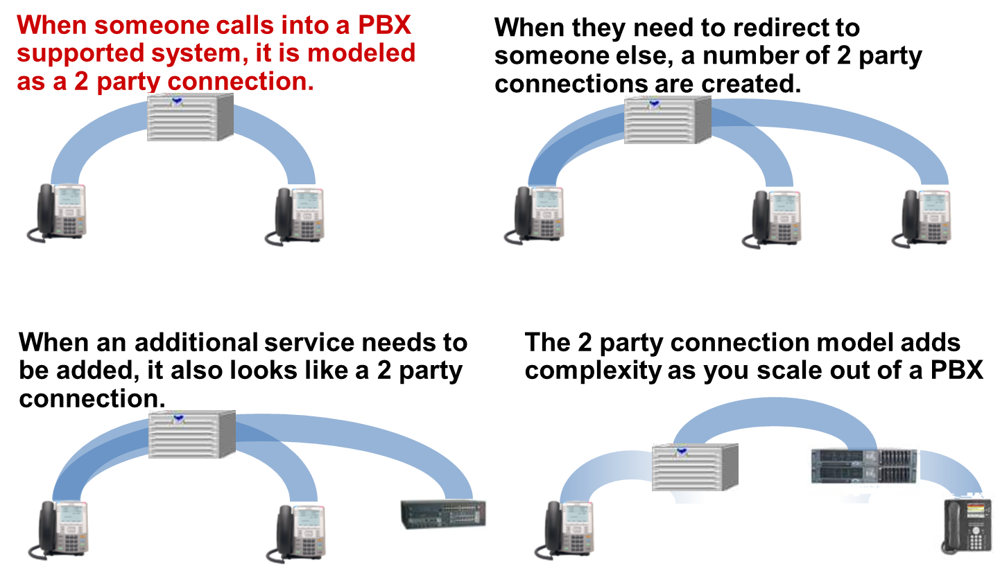 When someone calls into a PBX
supported system, it is modeled
as a 2 party connection.
When they need to redirect to
someone else, a number of 2 party
connections are created.
When an additional service needs to
be added, it also looks like a 2 party
connection.
The 2 party connection model adds
complexity as you scale out of a PBX